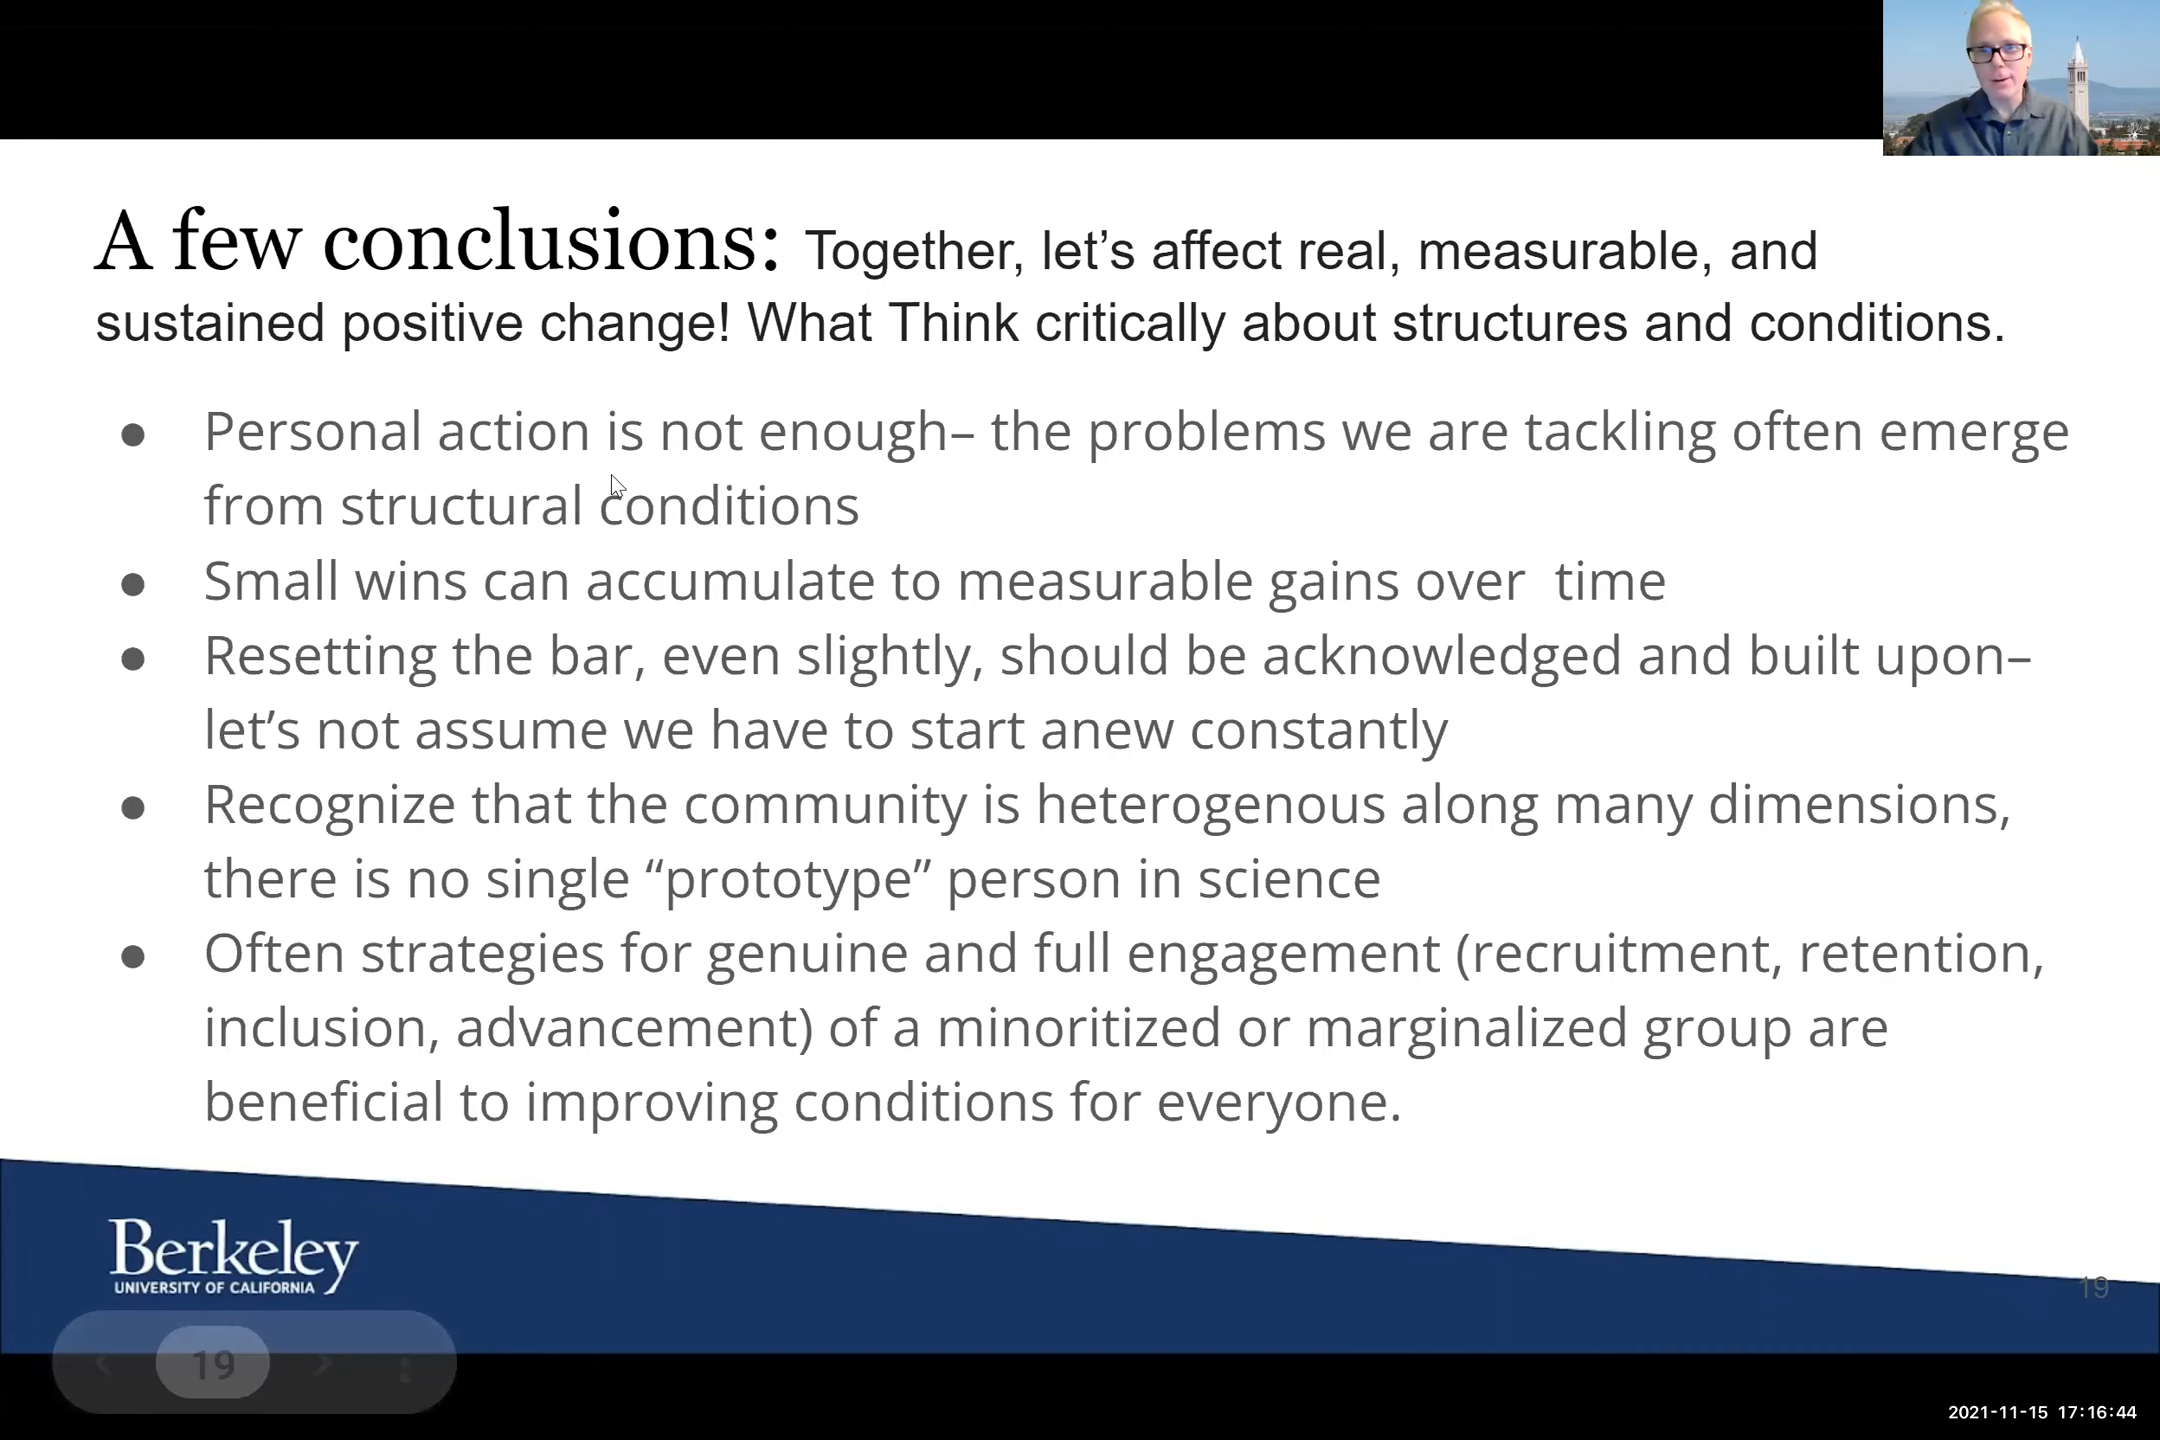 A few conclusions: Together, let’s affect real, measurable, and
sustained positive change! What Think critically about structures and conditions.
● Personal action is not enough– the problems we are tackling often emerge
from structural conditions
● Small wins can accumulate to measurable gains over  time
● Resetting the bar, even slightly, should be acknowledged and built upon–
let’s not assume we have to start anew constantly
● Recognize that the community is heterogenous along many dimensions,
there is no single “prototype” person in science
● Often strategies for genuine and full engagement (recruitment, retention,
inclusion, advancement) of a minoritized or marginalized group are
beneficial to improving conditions for everyone.
Berkeley
UNIVERSITY OF CALIFORNIA
19
19
2021-11-15 17:16:44